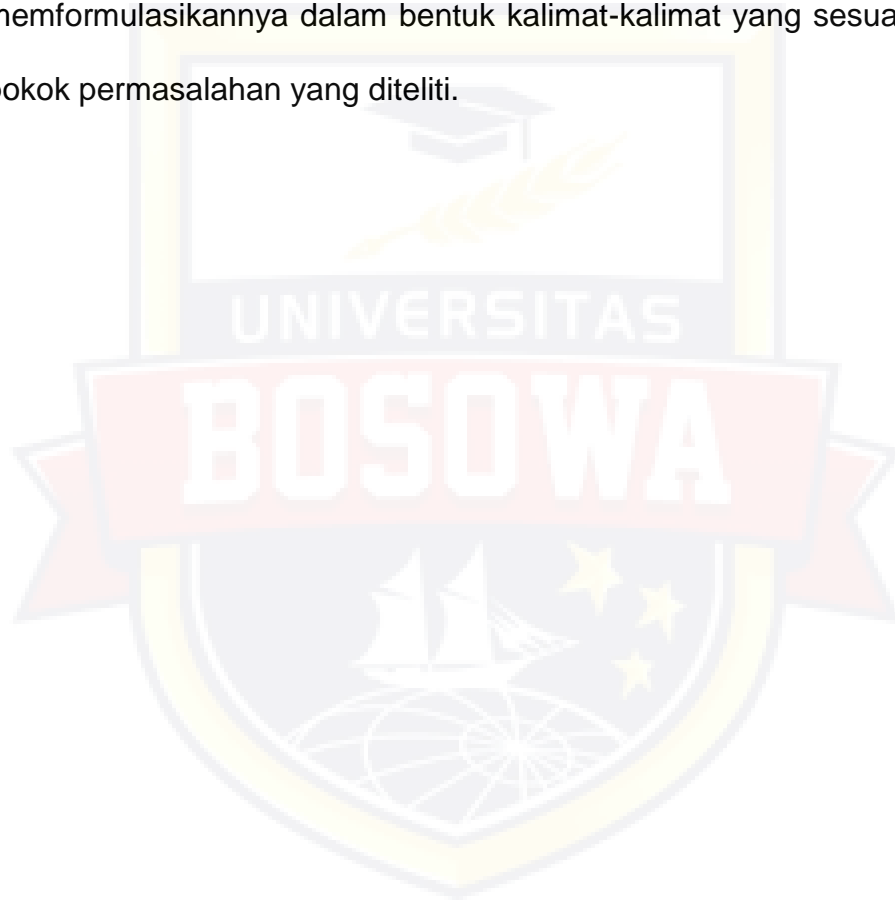 memformulasikannya dalam bentuk kalimat-kalimat yang sesua
pokok permasalahan yang diteliti.
UNIVERSITAS
BOSOWA